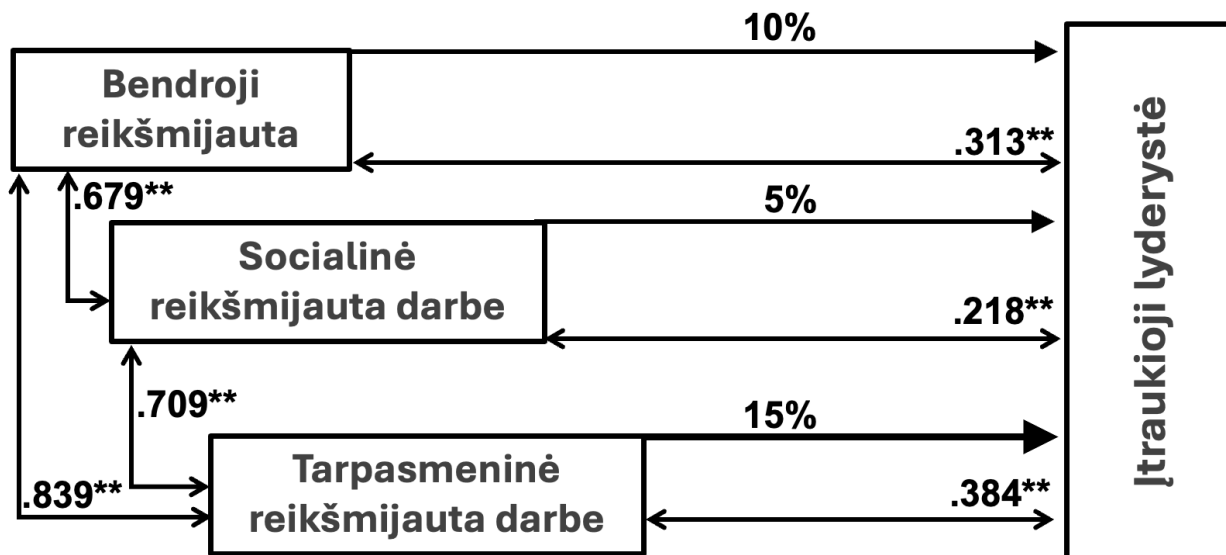 10%
Bendroji
reikšmijauta
.313**
.679**
5%
Socialinė
reikšmijauta darbe
.218**
.709**
15%
Tarpasmeninė
reikšmijauta darbe
.839**
.384**
Įtraukioji lyderystė